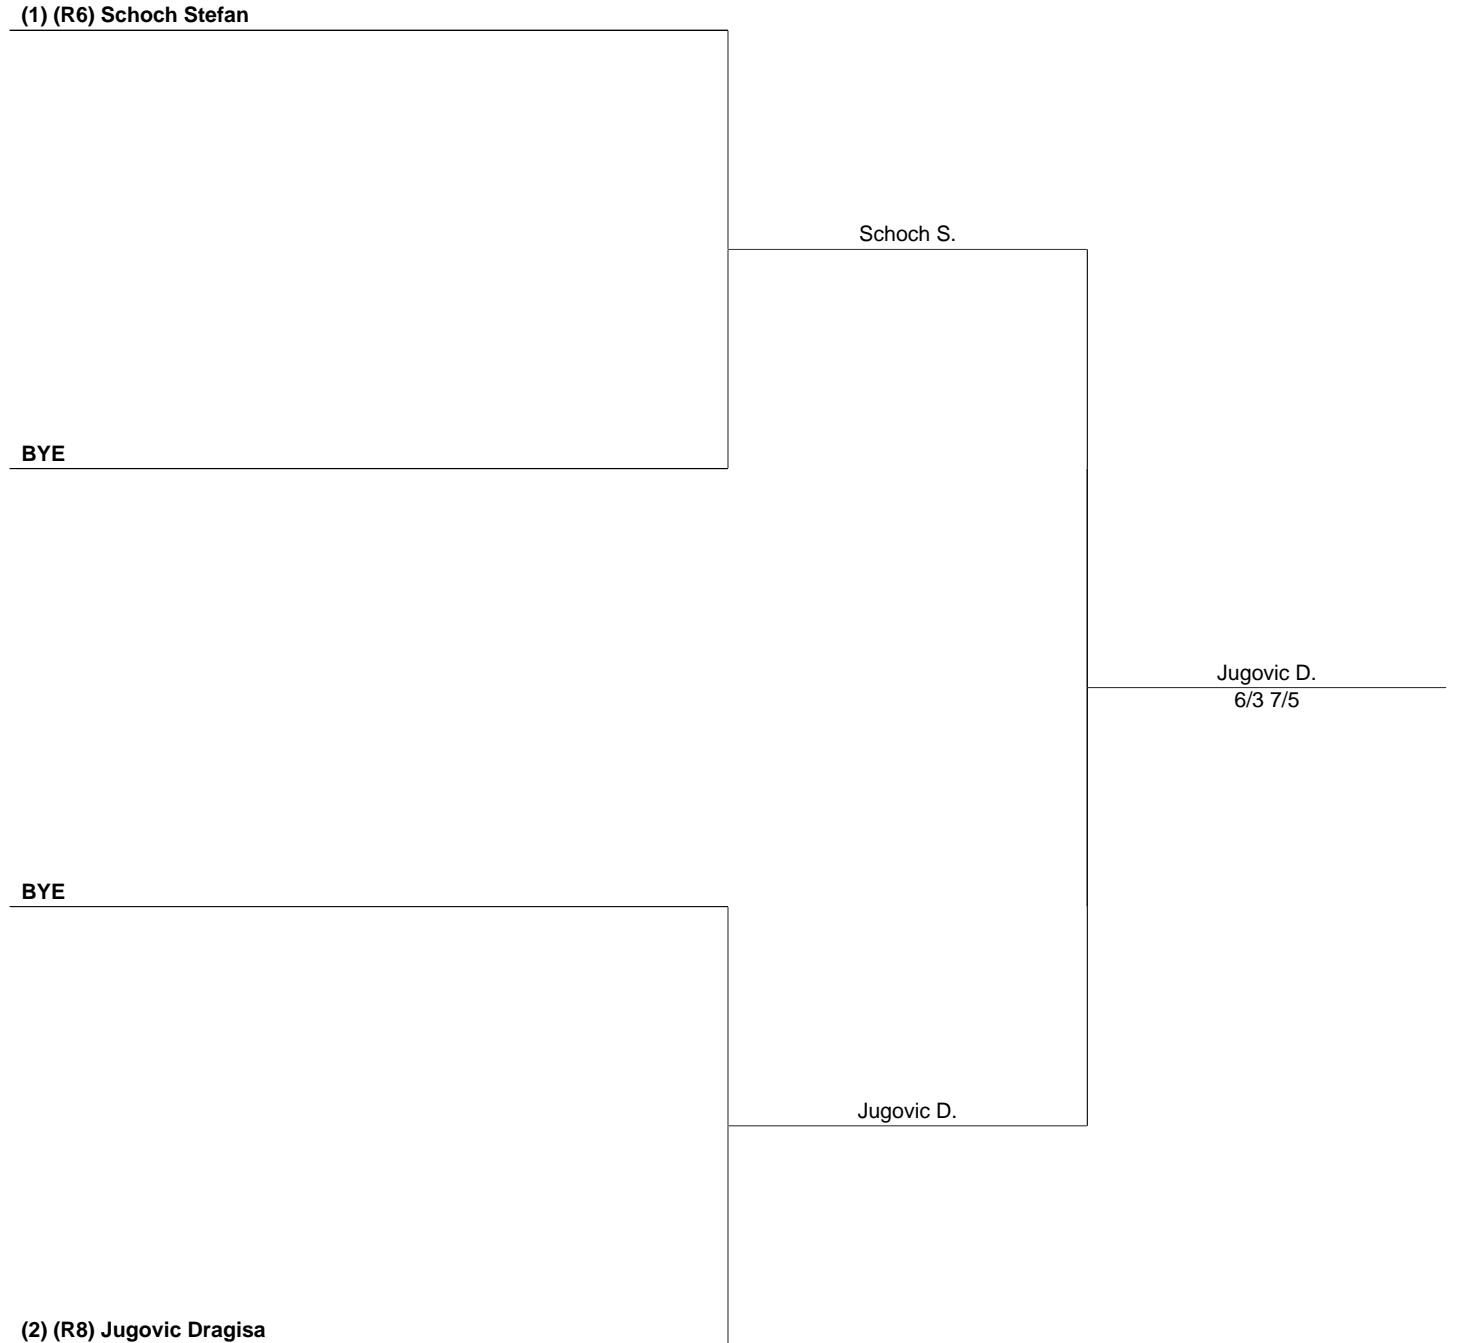 (1) (R6) Schoch Stefan
Schoch S.
BYE
Jugovic D.
6/3 7/5
BYE
Jugovic D.
(2) (R8) Jugovic Dragisa